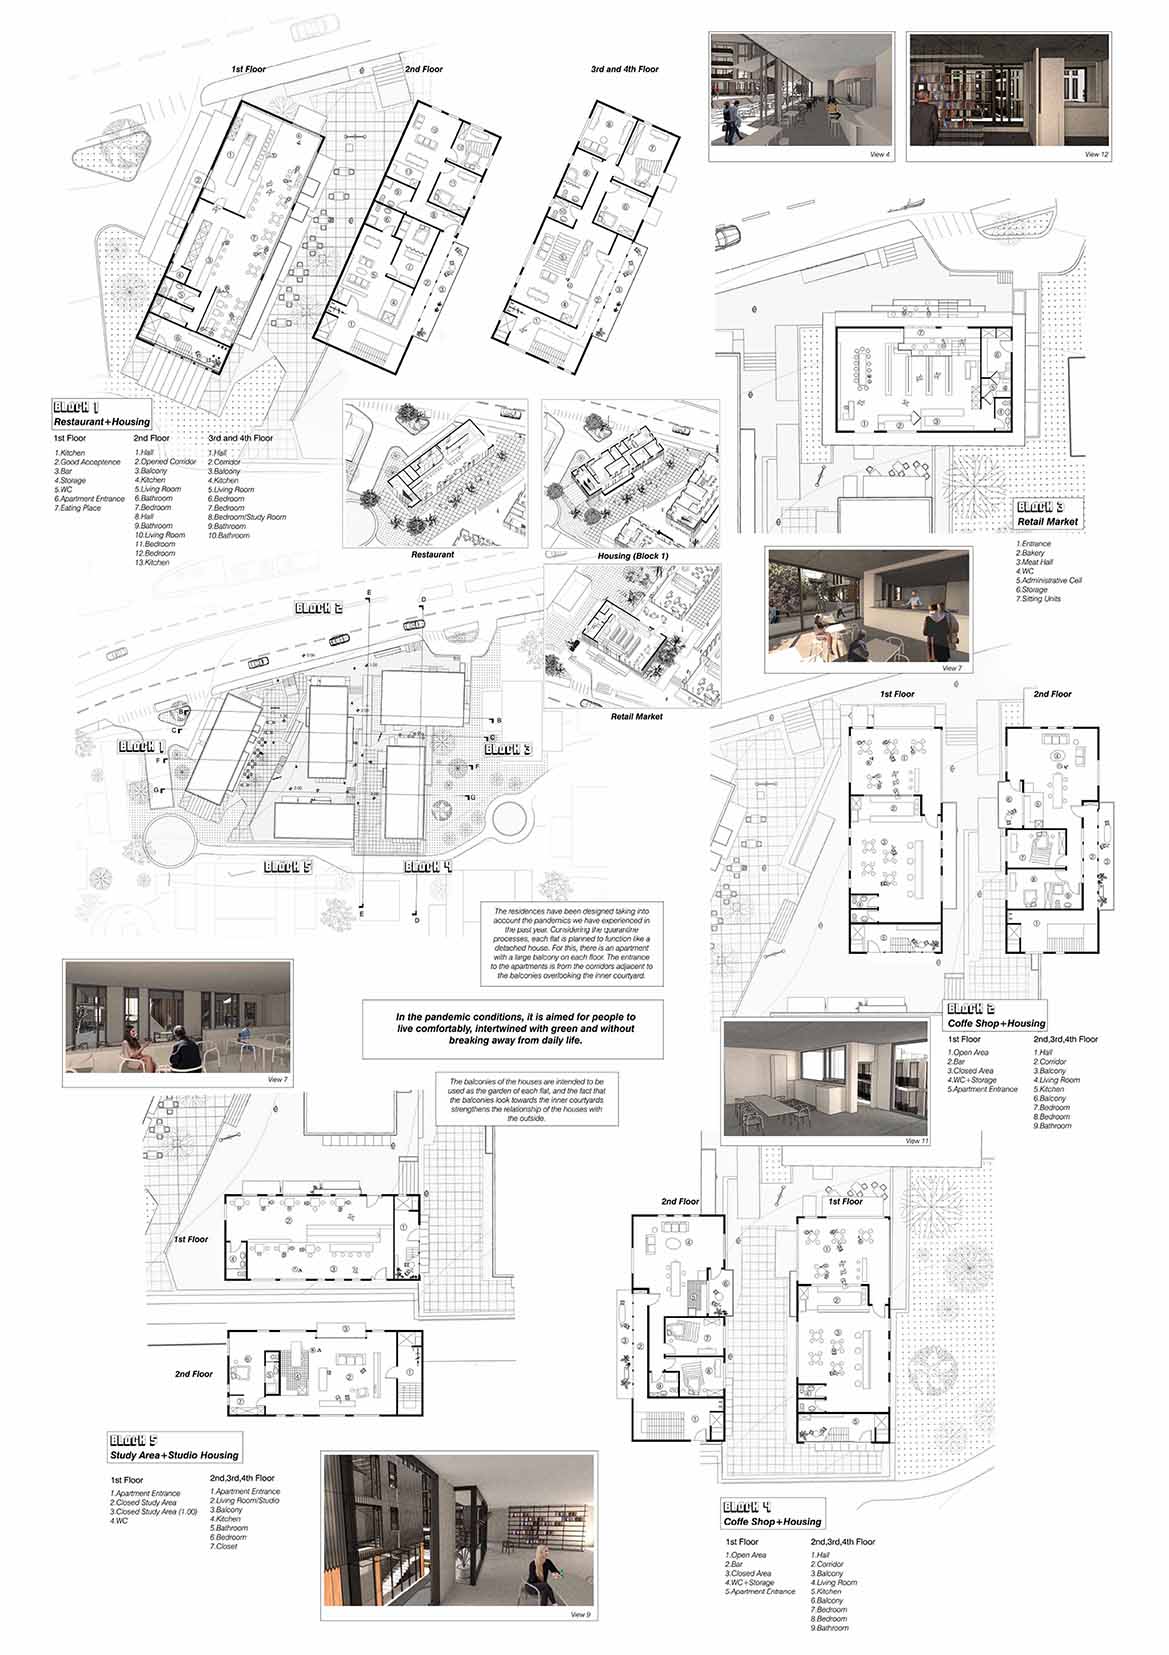 1st Floor
2nd Floor
3rd and 4th Floor
View 4
View 12
BLOCK 1
Restaurant+Housing
1st Floor
1.Kitchen
2.Good Acceptence
3.Bar
4.Storage
5.WC
6.Apartment Entrance
7.Eating Place
2nd Floor
1.Hall
2.Opened Corridor
3.Balcony
4.Kitchen
5.Living Room
6.Bathroom
7.Bedroom
8.Hall
9.Bathroom
10.Living Room
11.Bedroom
12.Bedroom
13.Kitchen
3rd and 4th Floor
1.Hall
2.Corridor
3.Balcony
4.Kitchen
5.Living Room
6.Bedroom
7.Bedroom
8.Bedroom/Study Room
9.Bathroom
10.Bathroom
Restaurant
Housing (Block 1)
Retail Market
BLOCK 3
Retail Market
1.Entrance
2.Bakery
3.Meat Hall
4.WC
5.Administrative Cell
6.Storage
7.Sitting Units
View 7
BLOCK 2
BLOCK 1
BLOCK 3
BLOCK 5
BLOCK 4
E
D
B
C
F
G
B
C
F
G
E
D
1st Floor
2nd Floor
The residences have been designed taking into
account the pandemics we have experienced in
the past year. Considering the quarantine
processes, each flat is planned to function like a
detached house. For this, there is an apartment
with a large balcony on each floor. The entrance
to the apartments is from the corridors adjacent to
the balconies overlooking the inner courtyard.
In the pandemic conditions, it is aimed for people to
live comfortably, intertwined with green and without
breaking away from daily life.
The balconies of the houses are intended to be
used as the garden of each flat, and the fact that
the balconies look towards the inner courtyards
strengthens the relationship of the houses with
the outside.
View 7
BLOCK 2
Coffe Shop+Housing
1st Floor
1.Open Area
2.Bar
3.Closed Area
4.WC+Storage
5.Apartment Entrance
2nd,3rd,4th Floor
1.Hall
2.Corridor
3.Balcony
4.Living Room
5.Kitchen
6.Balcony
7.Bedroom
8.Bedroom
9.Bathroom
View 11
1st Floor
2nd Floor
2nd Floor
1st Floor
BLOCK 5
Study Area+Studio Housing
1st Floor
1.Apartment Entrance
2.Closed Study Area
3.Closed Study Area (1.00)
4.WC
2nd,3rd,4th Floor
1.Apartment Entrance
2.Living Room/Studio
3.Balcony
4.Kitchen
5.Bathroom
6.Bedroom
7.Closet
View 9
BLOCK 4
Coffe Shop+Housing
1st Floor
1.Open Area
2.Bar
3.Closed Area
4.WC+Storage
5.Apartment Entrance
2nd,3rd,4th Floor
1.Hall
2.Corridor
3.Balcony
4.Living Room
5.Kitchen
6.Balcony
7.Bedroom
8.Bedroom
9.Bathroom